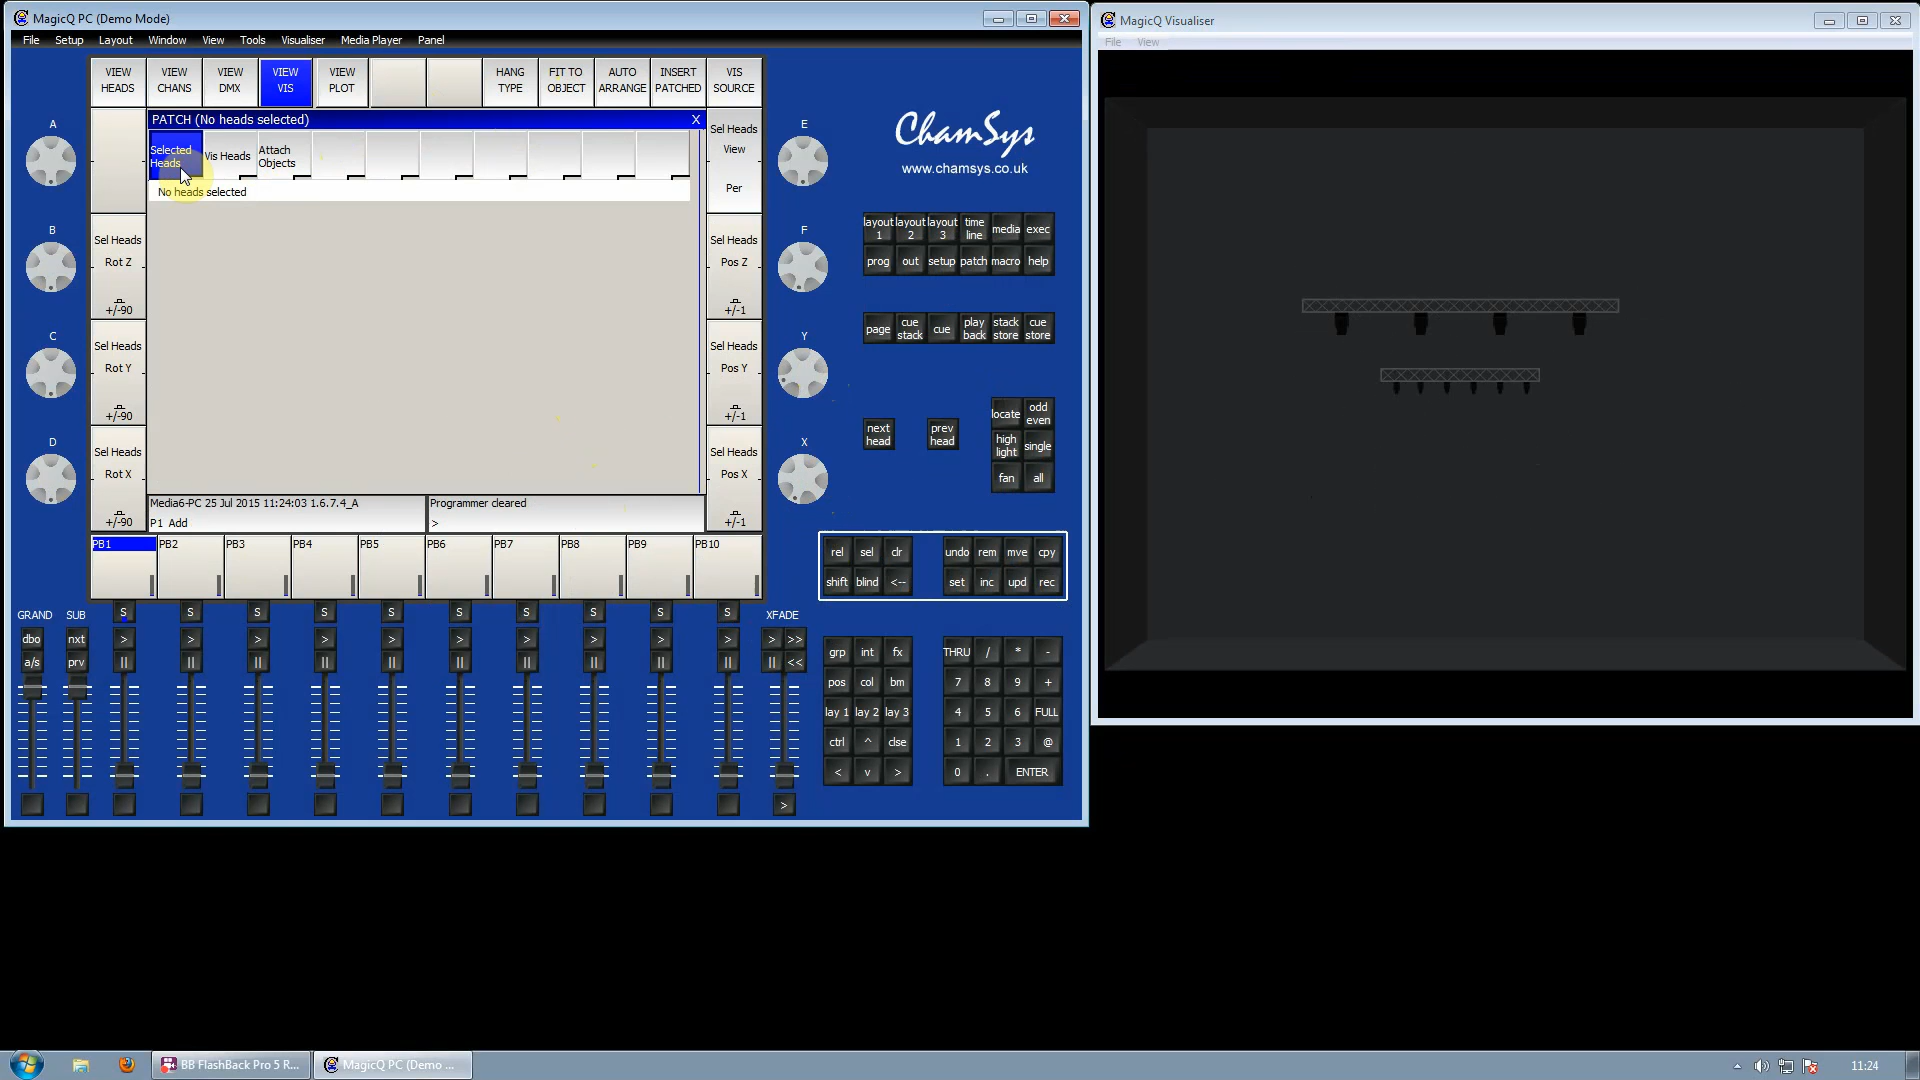 MagicQ PC (Demo Mode)
File Setup Layout Window View Tools Visualiser Media Player Panel
VIEW HEADS
VIEW CHANS
VIEW DMX
VIEW VIS
VIEW PLOT
HANG TYPE
FIT TO OBJECT
AUTO ARRANGE
INSERT PATCHED
VIS SOURCE
PATCH (No heads selected) X
Selected Heads
Vis Heads
Attach Objects
No heads selected
A
B
C
D
Sel Heads Rot Z +/-90
Sel Heads Rot Y +/-90
Sel Heads Rot X +/-90
Sel Heads View Per
Sel Heads Pos Z +/-1
Sel Heads Pos Y +/-1
Sel Heads Pos X +/-1
E
F
Y
X
Media6-PC 25 Jul 2015 11:24:03 1.6.7.4_A
P1 Add
Programmer cleared
>
PB1 PB2 PB3 PB4 PB5 PB6 PB7 PB8 PB9 PB10
GRAND SUB S S S S S S S S S S XFADE
dbo nxt > > > > > > > > > > > >>
a/s prv || || || || || || || || || || || <<
>
ChamSys
www.chamsys.co.uk
layout 1 layout 2 layout 3 time line media exec
prog out setup patch macro help
page cue stack cue play back stack store cue store
next head prev head
locate odd even
high light single
fan all
rel sel clr undo rem mve cpy
shift blind <-- set inc upd rec
grp int fx THRU / * -
pos col bm 7 8 9 +
lay 1 lay 2 lay 3 4 5 6 FULL
ctrl ^ clse 1 2 3 @
< v > 0 . ENTER
MagicQ Visualiser
File View
BB FlashBack Pro 5 R...
MagicQ PC (Demo ...
11:24